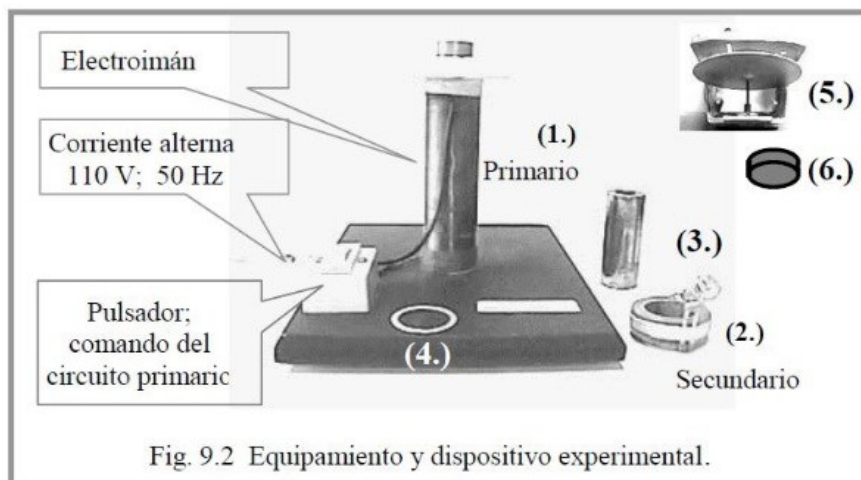 Electroimán
Corriente alterna
110 V; 50 Hz
Pulsador;
comando del
circuito primario
(1.)
Primario
(5.)
(6.)
(3.)
(2.)
Secundario
(4.)
Fig. 9.2 Equipamiento y dispositivo experimental.